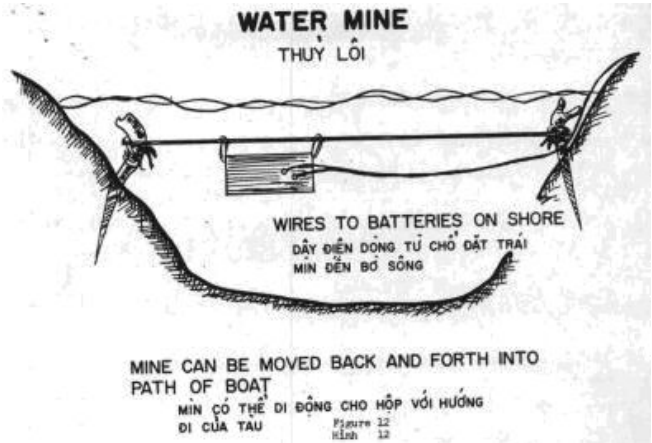 WATER MINE
THUỶ LÔI
WIRES TO BATTERIES ON SHORE
DÂY ĐIỆN DÒNG TỪ CHỔ ĐẶT TRÁI
MÌN ĐẾN BỜ SÔNG
MINE CAN BE MOVED BACK AND FORTH INTO
PATH OF BOAT
MÌN CÓ THỂ DI ĐỘNG CHO HỘP VỚI HƯỚNG
ĐI CỦA TÀU
Figure 12
Hình 12